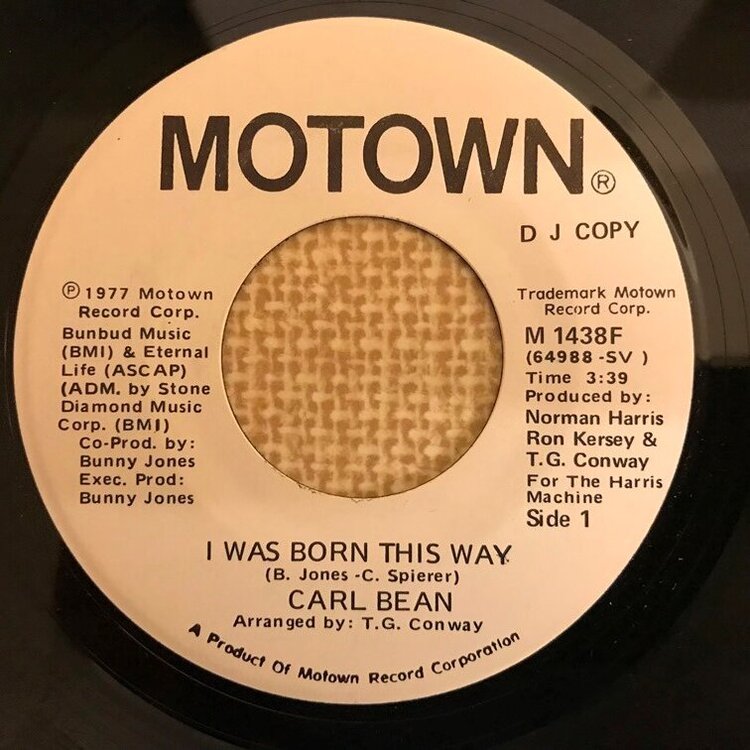 MOTOWN®
D J COPY
℗ 1977 Motown
Record Corp.
Bunbud Music
(BMI) & Eternal
Life (ASCAP)
(ADM. by Stone
Diamond Music
Corp. (BMI)
Co-Prod. by:
Bunny Jones
Exec. Prod:
Bunny Jones
Trademark Motown
Record Corp.
M 1438F
(64988 -SV )
Time 3:39
Produced by:
Norman Harris
Ron Kersey &
T.G. Conway
For The Harris
Machine
Side 1
I WAS BORN THIS WAY
(B. Jones -C. Spierer)
CARL BEAN
Arranged by: T.G. Conway
A Product Of Motown Record Corporation